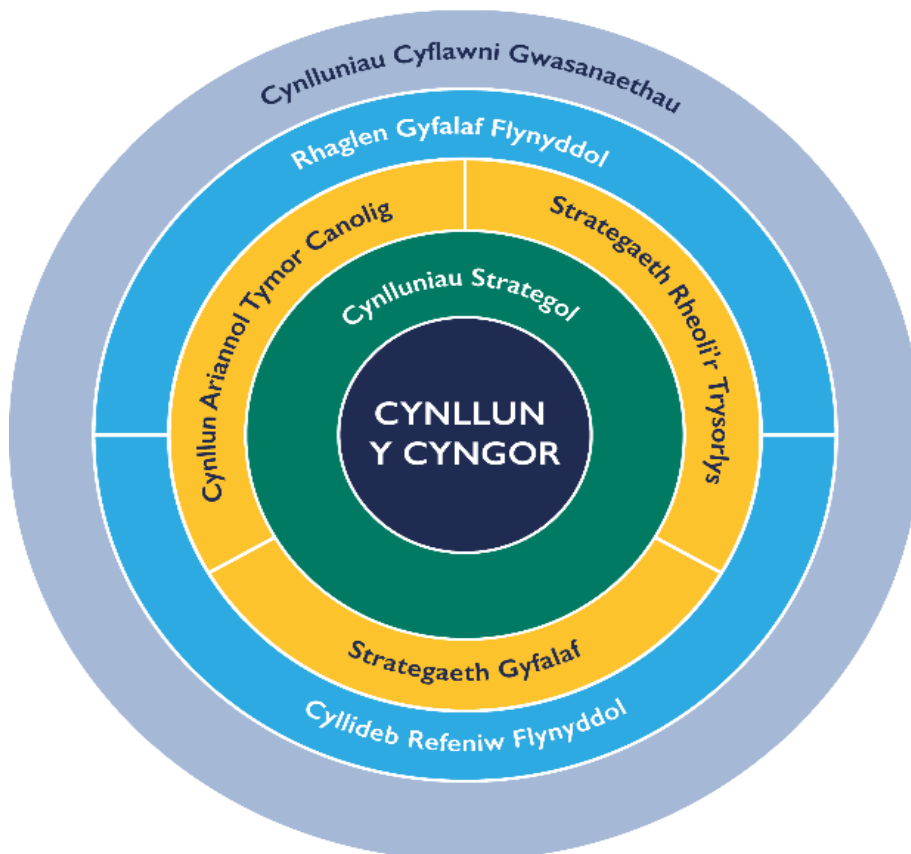 Cynlluniau Cyflawni Gwasanaethau
Rhaglen Gyfalaf Flynyddol
Cynllun Ariannol Tymor Canolig
Strategaeth Rheoli'r Trysorlys
Cynlluniau Strategol
CYNLLUN
Y CYNGOR
Strategaeth Gyfalaf
Cyllideb Refeniw Flynyddol